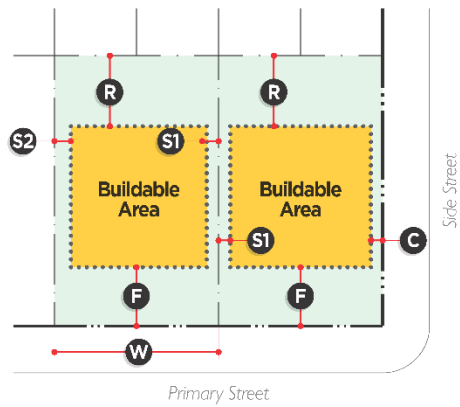 R
R
S2
S1
Buildable
Area
Buildable
Area
S1
C
Side Street
F
F
W
Primary Street